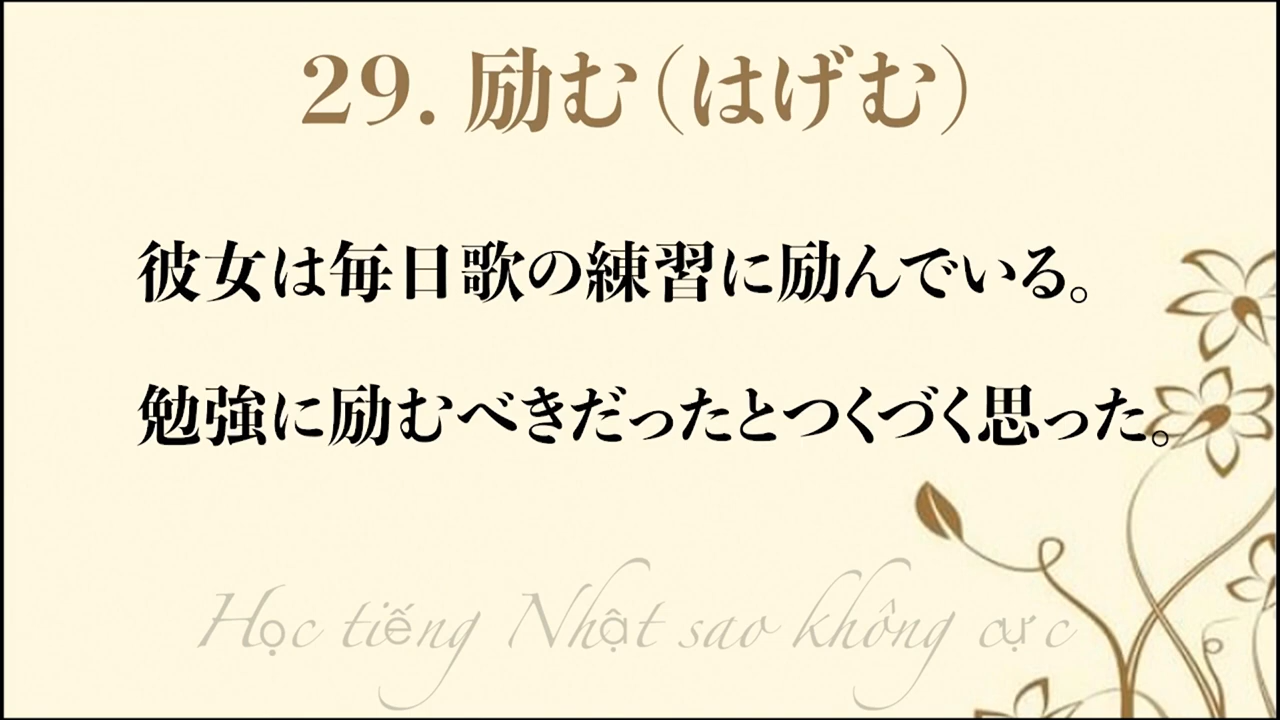 29. 励む（はげむ）
彼女は毎日歌の練習に励んでいる。
勉強に励むべきだったとつくづく思った。
Học tiếng Nhật sao không cực